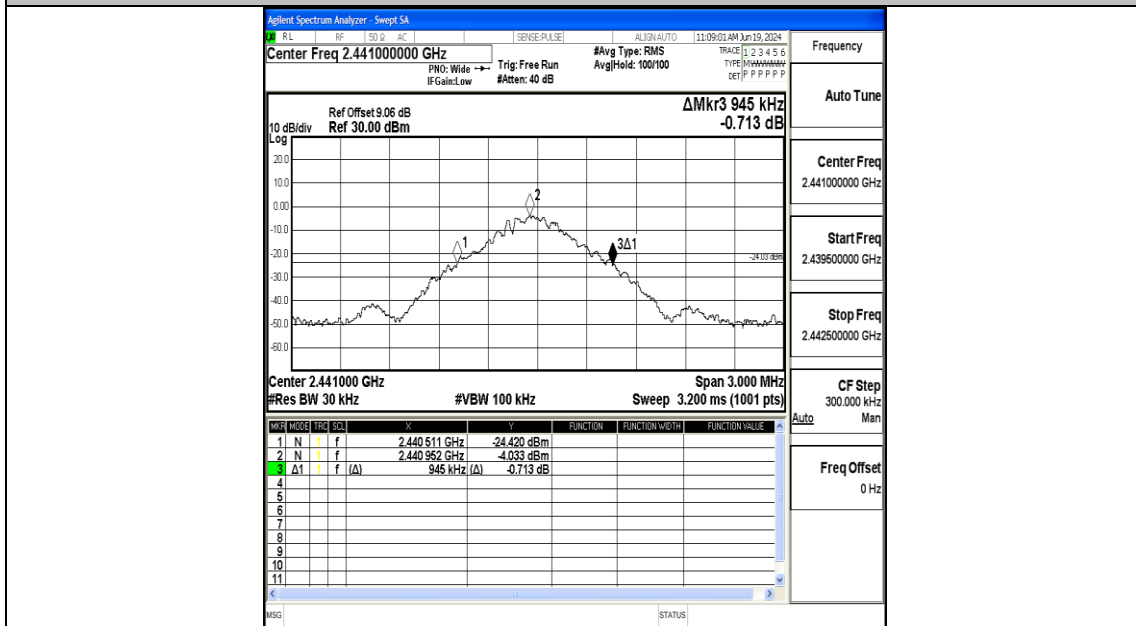 Agilent Spectrum Analyzer - Swept SA
RL RF 50 Ω AC SENSE:PULSE ALIGN AUTO 11:09:01 AM Jun 19, 2024
Center Freq 2.441000000 GHz
PNO: Wide
IFGain:Low
Trig: Free Run
#Atten: 40 dB
#Avg Type: RMS
Avg|Hold: 100/100
TRACE 1 2 3 4 5 6
TYPE M
DET P P P P P P
Frequency
Auto Tune
Center Freq
2.441000000 GHz
Start Freq
2.439500000 GHz
Stop Freq
2.442500000 GHz
CF Step
300.000 kHz
Auto Man
Freq Offset
0 Hz
ΔMkr3 945 kHz
-0.713 dB
Ref Offset 9.06 dB
10 dB/div Ref 30.00 dBm
Log
20.0
10.0
0.00
-10.0
-20.0
-30.0
-40.0
-50.0
-60.0
1
2
3Δ1
-24.03 dBm
Center 2.441000 GHz Span 3.000 MHz
#Res BW 30 kHz #VBW 100 kHz Sweep 3.200 ms (1001 pts)
MKR MODE TRC SCL X Y FUNCTION FUNCTION WIDTH FUNCTION VALUE
1 N 1 f 2.440 511 GHz -24.420 dBm
2 N 1 f 2.440 952 GHz -4.033 dBm
3 Δ1 1 f (Δ) 945 kHz (Δ) -0.713 dB
4
5
6
7
8
9
10
11
MSG STATUS